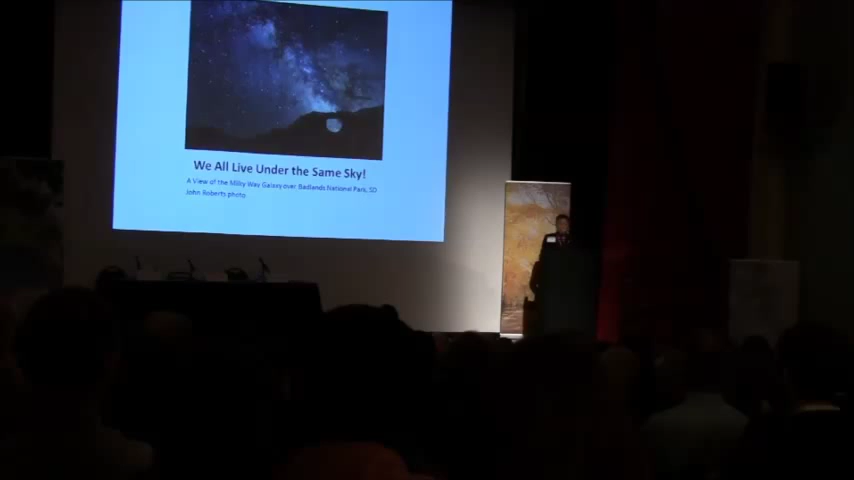 We All Live Under the Same Sky!
A View of the Milky Way Galaxy over Badlands National Park, SD
John Roberts photo